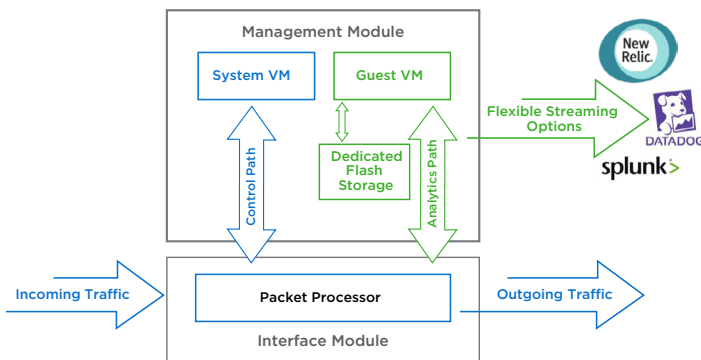 Management Module
System VM
Guest VM
New
Relic.
Flexible Streaming
Options
DATADOG
splunk>
Dedicated
Flash
Storage
Control Path
Analytics Path
Incoming Traffic
Packet Processor
Outgoing Traffic
Interface Module